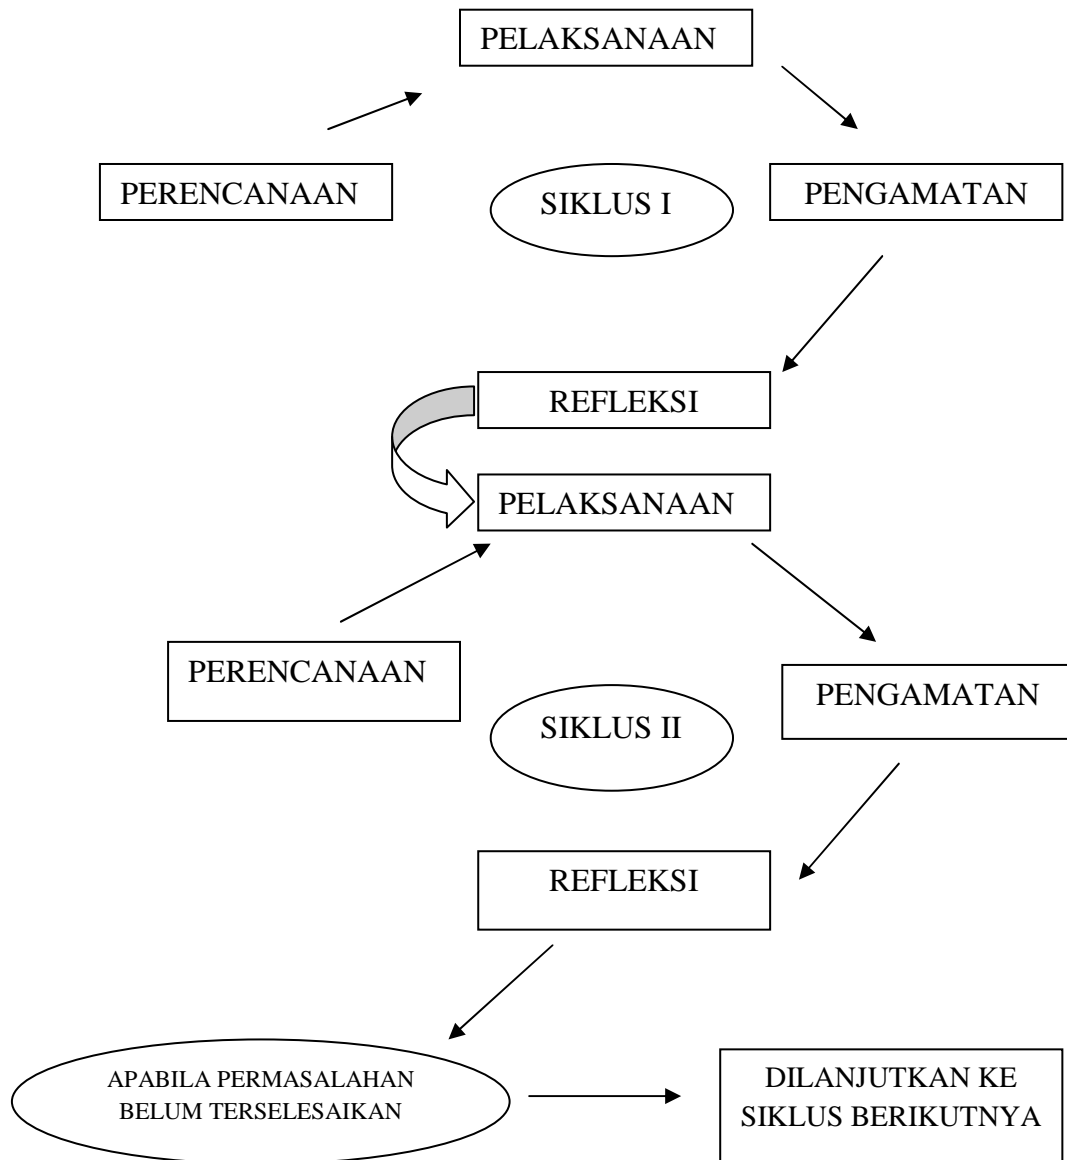 PELAKSANAAN
PERENCANAAN
SIKLUS I
PENGAMATAN
REFLEKSI
PELAKSANAAN
PERENCANAAN
PENGAMATAN
SIKLUS II
REFLEKSI
APABILA PERMASALAHAN
BELUM TERSELESAIKAN
DILANJUTKAN KE
SIKLUS BERIKUTNYA